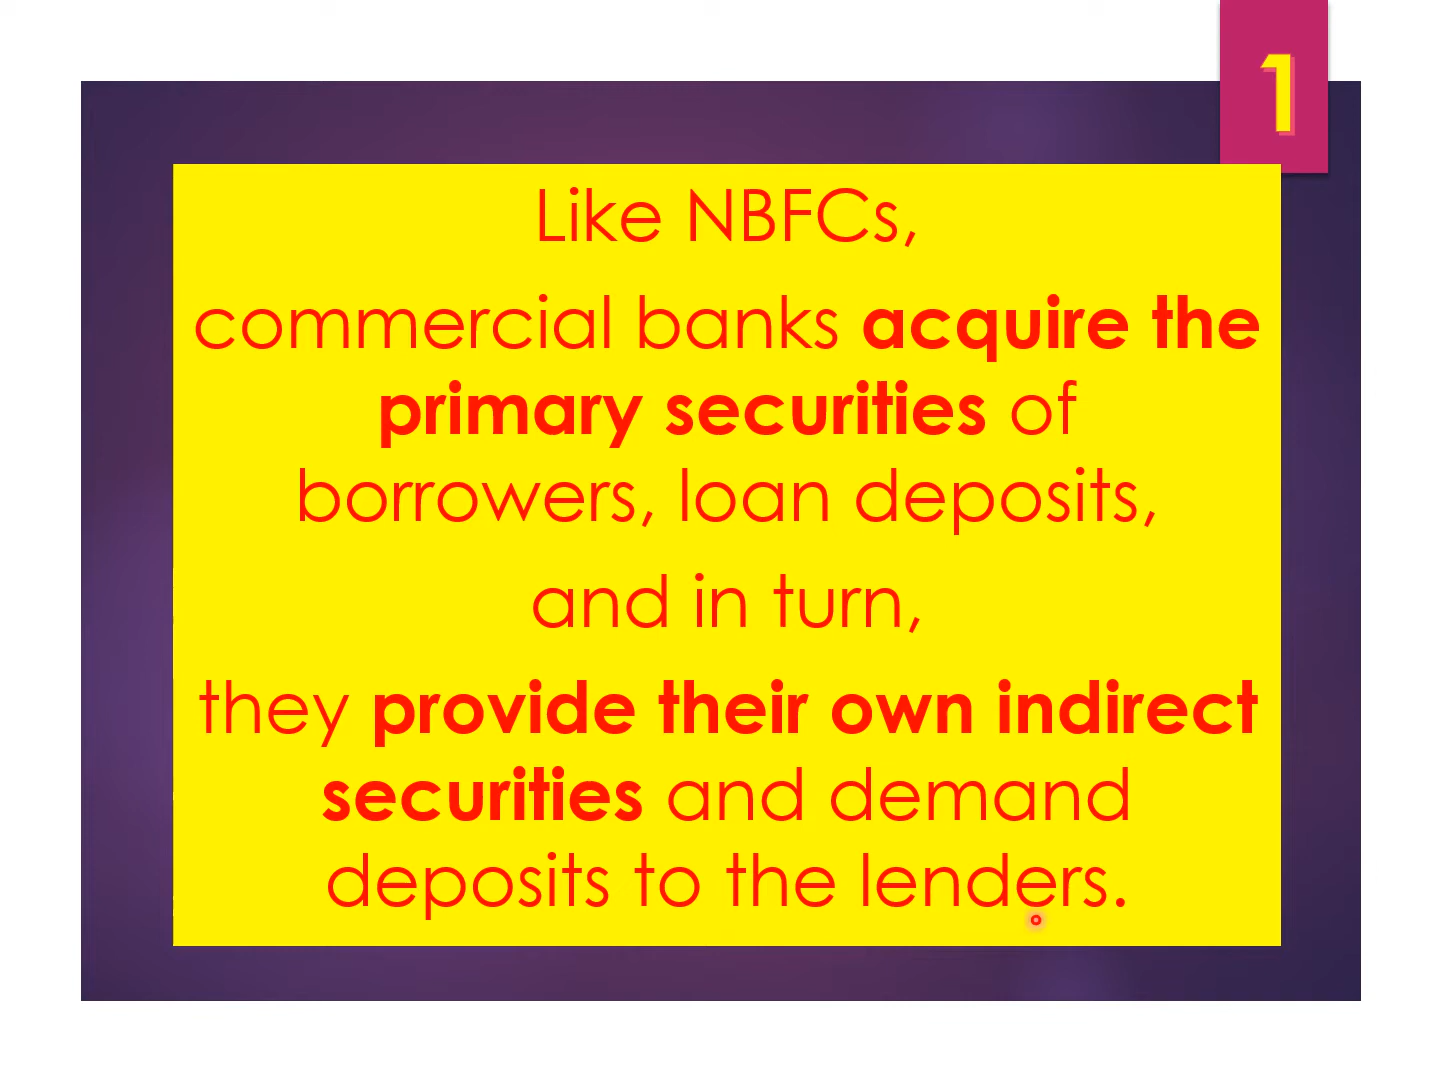 1
Like NBFCs,
commercial banks acquire the
primary securities of
borrowers, loan deposits,
and in turn,
they provide their own indirect
securities and demand
deposits to the lenders.